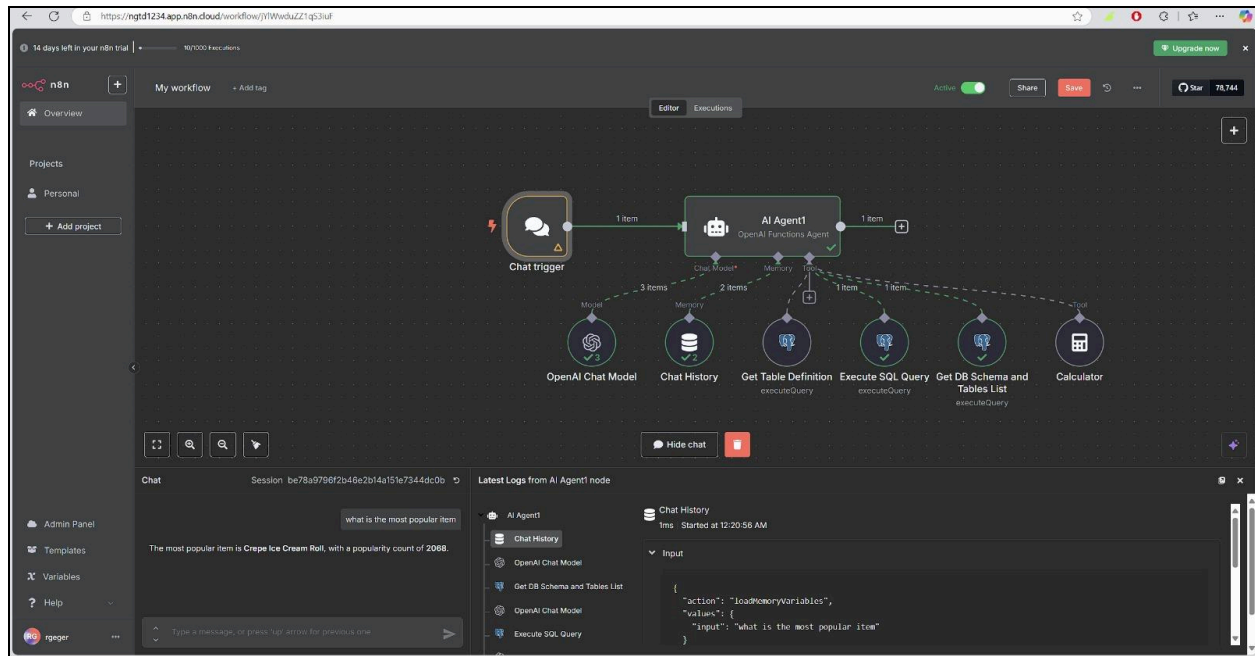 https://ngtd1234.app.n8n.cloud/workflow/jYlWwduZZ1q53iuF
14 days left in your n8n trial
10/1000 Executions
Upgrade now
n8n
My workflow
+ Add tag
Active
Share
Save
Star 78,744
Editor
Executions
Overview
Projects
Personal
+ Add project
1 item
AI Agent1
OpenAI Functions Agent
1 item
Chat trigger
Chat Model*
Memory
Tool
3 items
2 items
1 item
1 item
Model
Memory
Tool
3
2
OpenAI Chat Model
Chat History
Get Table Definition
executeQuery
Execute SQL Query
executeQuery
Get DB Schema and
Tables List
executeQuery
Calculator
Hide chat
Chat
Session be78a9796f2b46e2b14a151e7344dc0b
Latest Logs from AI Agent1 node
what is the most popular item
The most popular item is Crepe Ice Cream Roll, with a popularity count of 2068.
Type a message, or press 'up' arrow for previous one
AI Agent1
Chat History
OpenAI Chat Model
Get DB Schema and Tables List
OpenAI Chat Model
Execute SQL Query
Chat History
1ms Started at 12:20:56 AM
Input
{
"action": "loadMemoryVariables",
"values": {
"input": "what is the most popular item"
}
Admin Panel
Templates
Variables
Help
RG rgeger